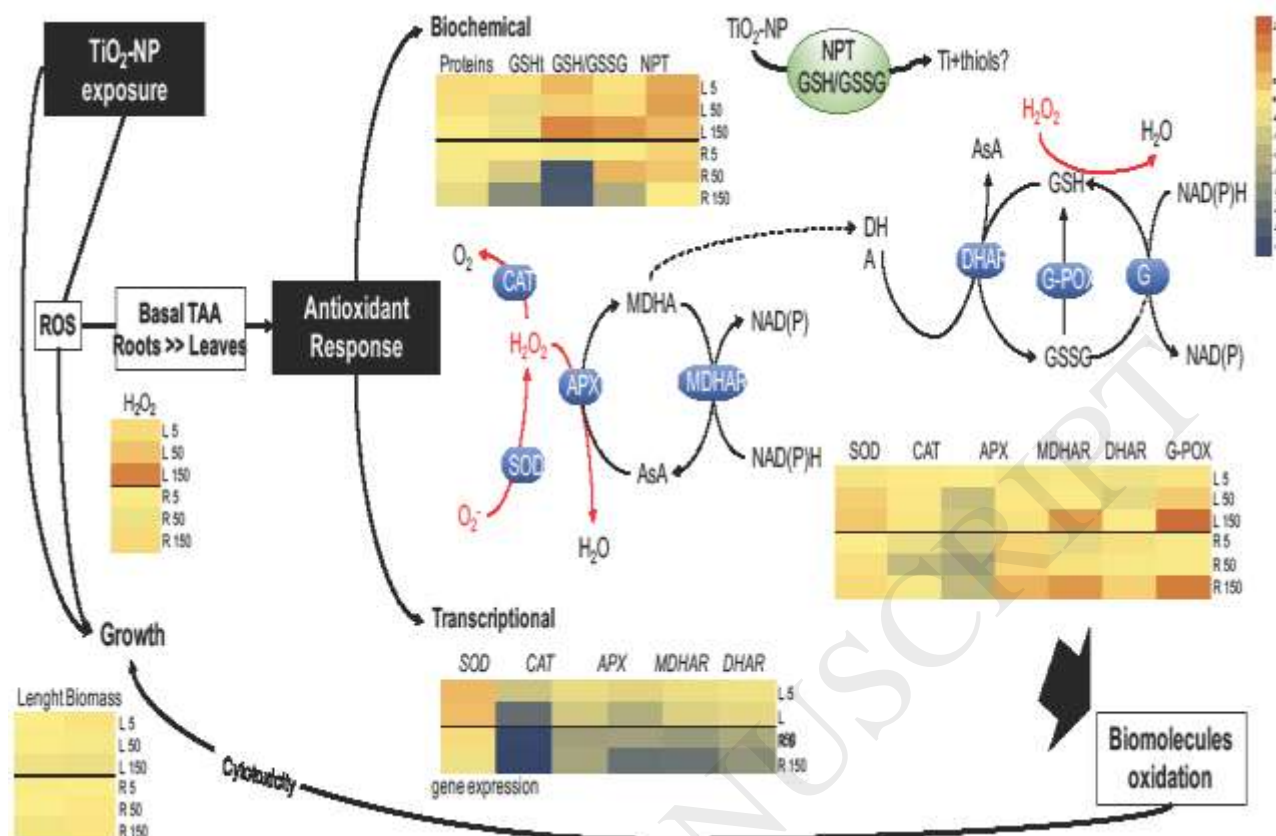 TiO₂-NP
exposure
ROS
Basal TAA
Roots >> Leaves
Antioxidant
Response
H₂O₂
L 5
L 50
L 150
R 5
R 50
R 150
Growth
Lenght Biomass
L 5
L 50
L 150
R 5
R 50
R 150
Cytotoxicity
Biochemical
Proteins GSHt GSH/GSSG NPT
L 5
L 50
L 150
R 5
R 50
R 150
TiO₂-NP
NPT
GSH/GSSG
Ti+thiols?
O₂
CAT
H₂O₂
SOD
O₂⁻
APX
H₂O
MDHA
AsA
MDHAR
NAD(P)
NAD(P)H
DH
A
AsA
DHAR
H₂O₂
H₂O
GSH
G-POX
GSSG
G
NAD(P)H
NAD(P)
SOD CAT APX MDHAR DHAR G-POX
L 5
L 50
L 150
R 5
R 50
R 150
Transcriptional
SOD CAT APX MDHAR DHAR
L 5
L
R 150
gene expression
Biomolecules
oxidation
NUSCRIPT